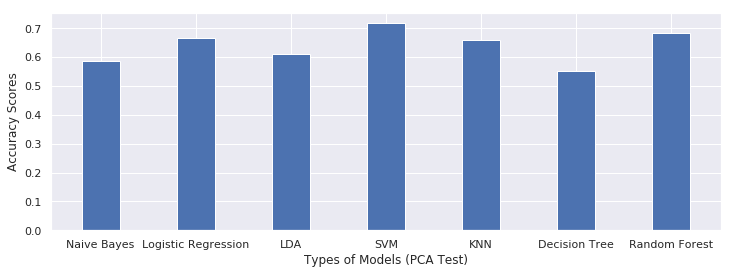 0.7
0.6
0.5
0.4
0.3
0.2
0.1
0.0
Accuracy Scores
Naive Bayes Logistic Regression LDA SVM KNN Decision Tree Random Forest
Types of Models (PCA Test)